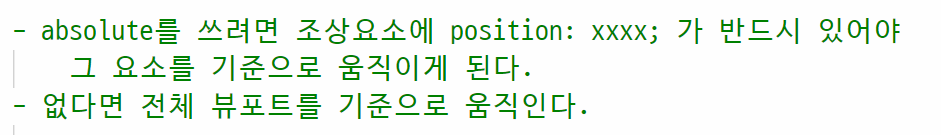 - absolute를 쓰려면 조상요소에 position: xxxx; 가 반드시 있어야
그 요소를 기준으로 움직이게 된다.
- 없다면 전체 뷰포트를 기준으로 움직인다.